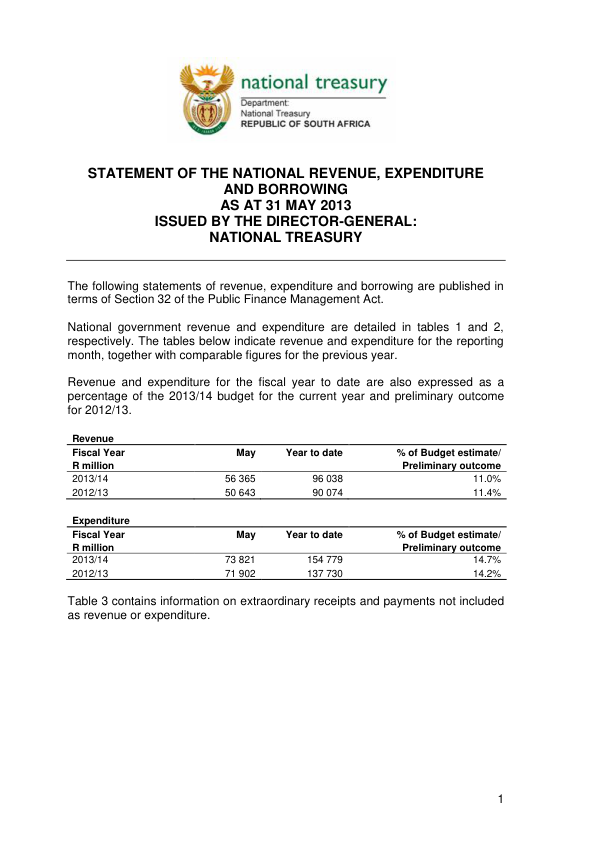 national treasury
Department:
National Treasury
REPUBLIC OF SOUTH AFRICA
STATEMENT OF THE NATIONAL REVENUE, EXPENDITURE
AND BORROWING
AS AT 31 MAY 2013
ISSUED BY THE DIRECTOR-GENERAL:
NATIONAL TREASURY
The following statements of revenue, expenditure and borrowing are published in
terms of Section 32 of the Public Finance Management Act.
National government revenue and expenditure are detailed in tables 1 and 2,
respectively. The tables below indicate revenue and expenditure for the reporting
month, together with comparable figures for the previous year.
Revenue and expenditure for the fiscal year to date are also expressed as a
percentage of the 2013/14 budget for the current year and preliminary outcome
for 2012/13.
Revenue
Fiscal Year May Year to date % of Budget estimate/
R million Preliminary outcome
2013/14 56 365 96 038 11.0%
2012/13 50 643 90 074 11.4%
Expenditure
Fiscal Year May Year to date % of Budget estimate/
R million Preliminary outcome
2013/14 73 821 154 779 14.7%
2012/13 71 902 137 730 14.2%
Table 3 contains information on extraordinary receipts and payments not included
as revenue or expenditure.
1